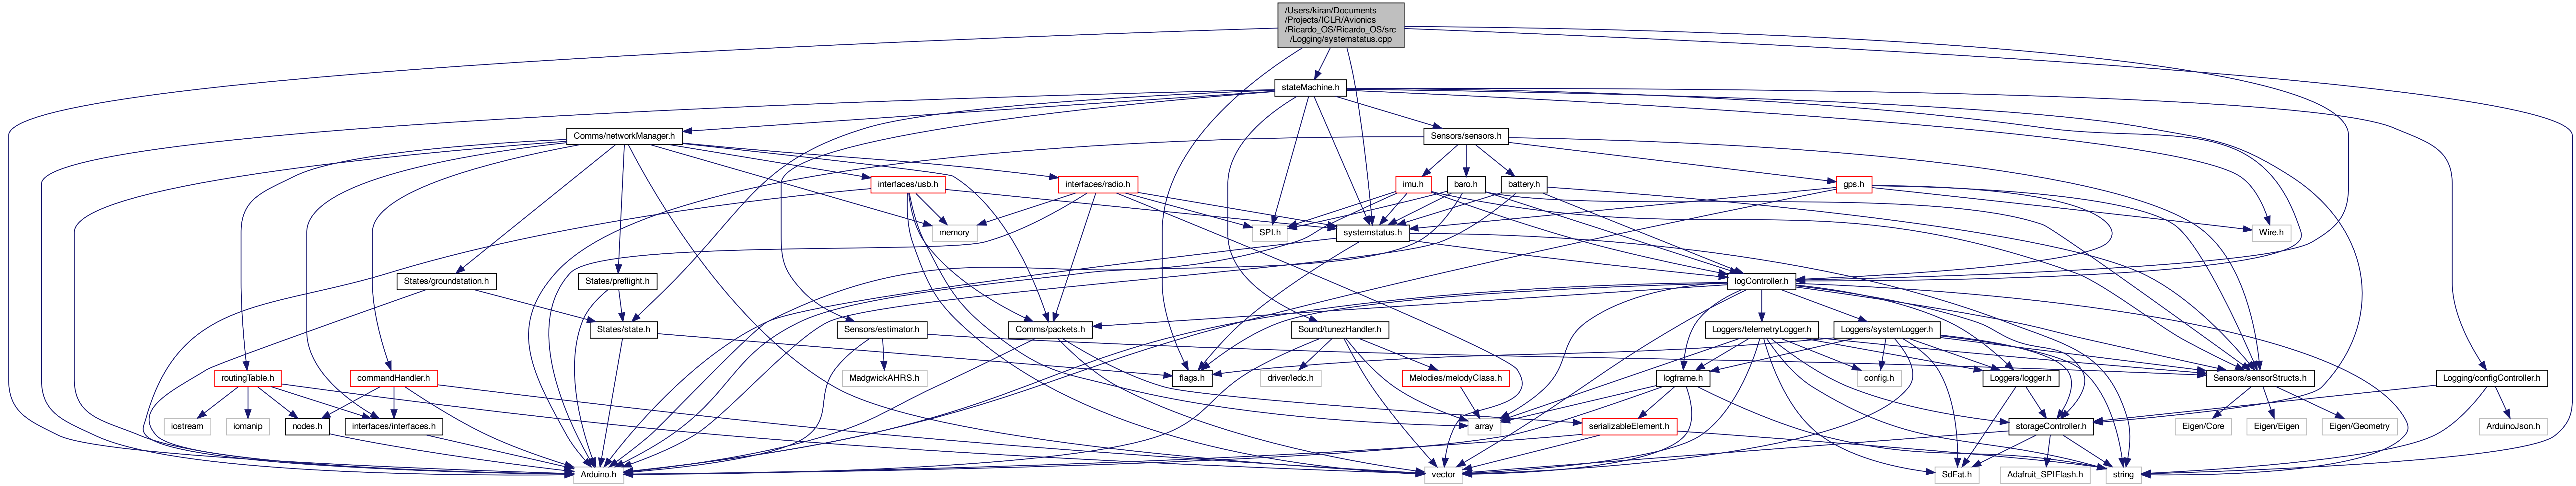 /Users/kiran/Documents
/Projects/ICLR/Avionics
/Ricardo_OS/Ricardo_OS/src
/Logging/systemstatus.cpp
stateMachine.h
Comms/networkManager.h
Sensors/sensors.h
interfaces/usb.h
interfaces/radio.h
imu.h
baro.h
battery.h
gps.h
memory
SPI.h
systemstatus.h
Wire.h
States/groundstation.h
States/preflight.h
logController.h
States/state.h
Sensors/estimator.h
Comms/packets.h
Sound/tunezHandler.h
Loggers/telemetryLogger.h
Loggers/systemLogger.h
routingTable.h
commandHandler.h
MadgwickAHRS.h
flags.h
driver/ledc.h
Melodies/melodyClass.h
logframe.h
config.h
Loggers/logger.h
Sensors/sensorStructs.h
Logging/configController.h
iostream
iomanip
nodes.h
interfaces/interfaces.h
array
serializableElement.h
storageController.h
Eigen/Core
Eigen/Eigen
Eigen/Geometry
ArduinoJson.h
Arduino.h
vector
SdFat.h
Adafruit_SPIFlash.h
string